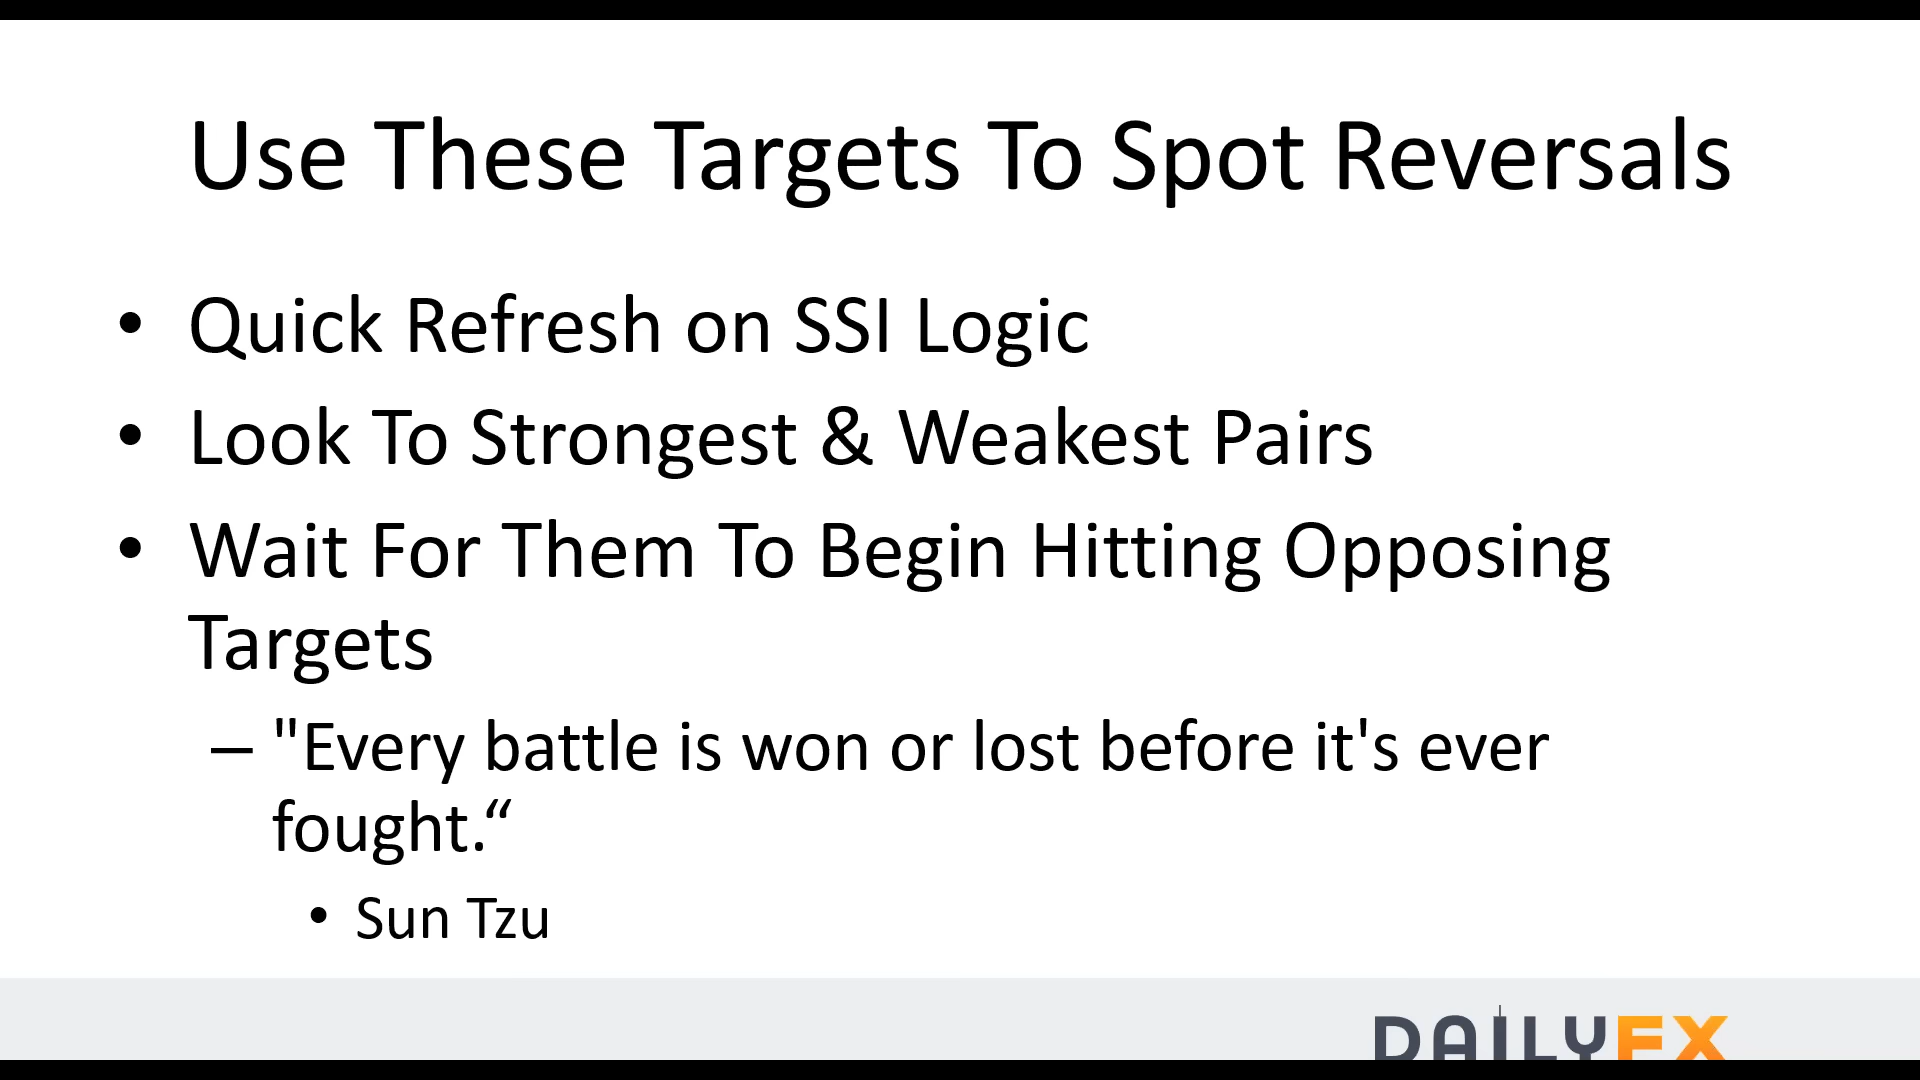 Use These Targets To Spot Reversals
• Quick Refresh on SSI Logic
• Look To Strongest & Weakest Pairs
• Wait For Them To Begin Hitting Opposing
Targets
– "Every battle is won or lost before it's ever
fought.“
• Sun Tzu
DAILYFX